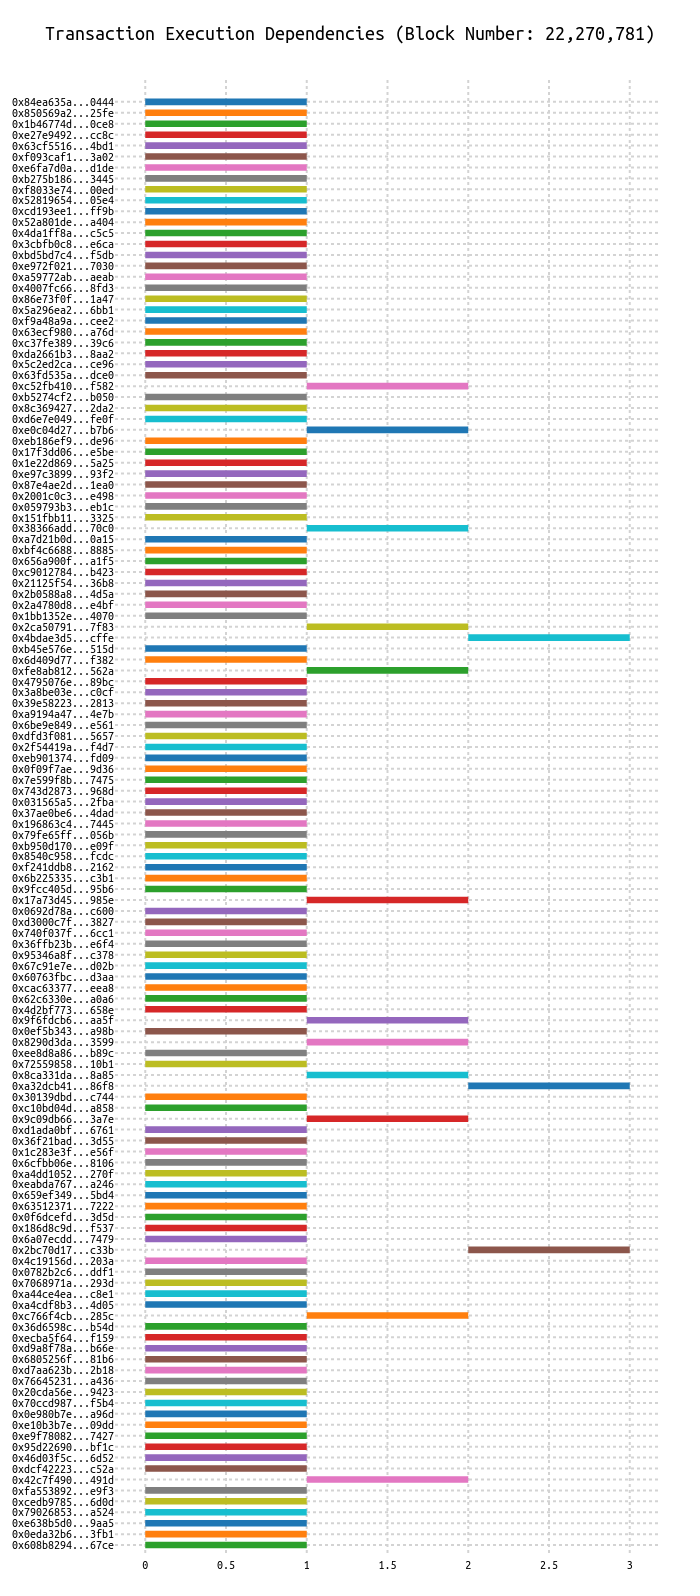 Transaction Execution Dependencies (Block Number: 22,270,781)
0x84ea635a...0444
0x850569a2...25fe
0x1b46774d...0ce8
0xe27e9492...cc8c
0x63cf5516...4bd1
0xf093caf1...3a02
0xe6fa7d0a...d1de
0xb275b186...3445
0xf8033e74...00ed
0x52819654...05e4
0xcd193ee1...ff9b
0x52a801de...a404
0x4da1ff8a...c5c5
0x3cbfb0c8...e6ca
0xbd5bd7c4...f5db
0xe972f021...7030
0xa59772ab...aeab
0x4007fc66...8fd3
0x86e73f0f...1a47
0x5a296ea2...6bb1
0xf9a48a9a...cee2
0x63ecf980...a76d
0xc37fe389...39c6
0xda2661b3...8aa2
0x5c2ed2ca...ce96
0x63fd535a...dce0
0xc52fb410...f582
0xb5274cf2...b050
0x8c369427...2da2
0xd6e7e049...fe0f
0xe0c04d27...b7b6
0xeb186ef9...de96
0x17f3dd06...e5be
0x1e22d869...5a25
0xe97c3899...93f2
0x87e4ae2d...1ea0
0x2001c0c3...e498
0x059793b3...eb1c
0x151fbb11...3325
0x38366add...70c0
0xa7d21b0d...0a15
0xbf4c6688...8885
0x656a900f...a1f5
0xc9012784...b423
0x21125f54...36b8
0x2b0588a8...4d5a
0x2a4780d8...e4bf
0x1bb1352e...4070
0x2ca50791...7f83
0x4bdae3d5...cffe
0xb45e576e...515d
0x6d409d77...f382
0xfe8ab812...562a
0x4795076e...89bc
0x3a8be03e...c0cf
0x39e58223...2813
0xa9194a47...4e7b
0x6be9e849...e561
0xdfd3f081...5657
0x2f54419a...f4d7
0xeb901374...fd09
0x0f09f7ae...9d36
0x7e599f8b...7475
0x743d2873...968d
0x031565a5...2fba
0x37ae0be6...4dad
0x196863c4...7445
0x79fe65ff...056b
0xb950d170...e09f
0x8540c958...fcdc
0xf241ddb8...2162
0x6b225335...c3b1
0x9fcc405d...95b6
0x17a73d45...985e
0x0692d78a...c600
0xd3000c7f...3827
0x740f037f...6cc1
0x36ffb23b...e6f4
0x95346a8f...c378
0x67c91e7e...d02b
0x60763fbc...d3aa
0xcac63377...eea8
0x62c6330e...a0a6
0x4d2bf773...658e
0x9f6fdcb6...aa5f
0x0ef5b343...a98b
0x8290d3da...3599
0xee8d8a86...b89c
0x72559858...10b1
0x8ca331da...8a85
0xa32dcb41...86f8
0x30139dbd...c744
0xc10bd04d...a858
0x9c09db66...3a7e
0xd1ada0bf...6761
0x36f21bad...3d55
0x1c283e3f...e56f
0x6cfbb06e...8106
0xa4dd1052...270f
0xeabda767...a246
0x659ef349...5bd4
0x63512371...7222
0x0f6dcefd...3d5d
0x186d8c9d...f537
0x6a07ecdd...7479
0x2bc70d17...c33b
0x4c19156d...203a
0x0782b2c6...ddf1
0x7068971a...293d
0xa44ce4ea...c8e1
0xa4cdf8b3...4d05
0xc766f4cb...285c
0x36d6598c...b54d
0xecba5f64...f159
0xd9a8f78a...b66e
0x6805256f...81b6
0xd7aa623b...2b18
0x76645231...a436
0x20cda56e...9423
0x70ccd987...f5b4
0x0e980b7e...a96d
0xe10b3b7e...09dd
0xe9f78082...7427
0x95d22690...bf1c
0x46d03f5c...6d52
0xdcf42223...c52a
0x42c7f490...491d
0xfa553892...e9f3
0xcedb9785...6d0d
0x79026853...a524
0xe638b5d0...9aa5
0x0eda32b6...3fb1
0x608b8294...67ce
0 0.5 1 1.5 2 2.5 3